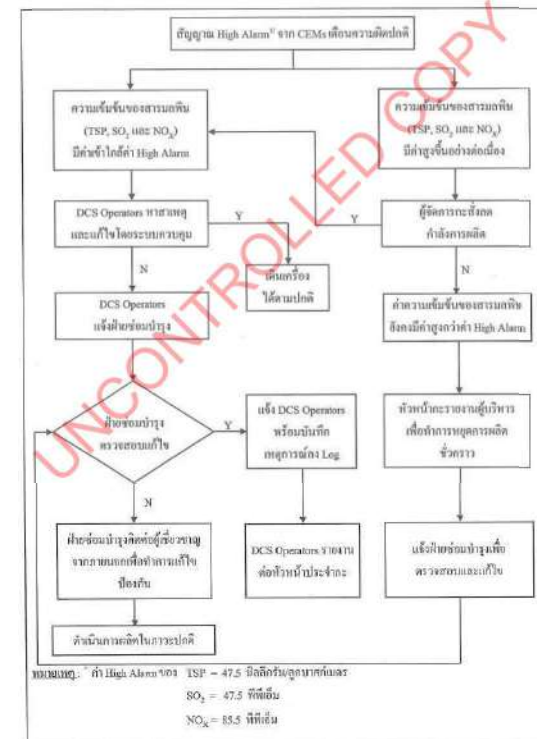 สัญญาณ High Alarm จาก CEMs เตือนความผิดปกติ
ความเข้มข้นของสารมลพิษ
(TSP, SO2 และ NOX)
มีค่าเข้าใกล้ค่า High Alarm
ความเข้มข้นของสารมลพิษ
(TSP, SO2 และ NOX)
มีค่าสูงขึ้นอย่างต่อเนื่อง
DCS Operators หาสาเหตุ
และแก้ไขโดยระบบควบคุม
Y
Y
ผู้จัดการกะสั่งลด
กำลังการผลิต
N
เดินเครื่อง
ได้ตามปกติ
N
DCS Operators
แจ้งฝ่ายซ่อมบำรุง
ค่าความเข้มข้นของสารมลพิษ
ยังคงมีค่าสูงกว่าค่า High Alarm
ฝ่ายซ่อมบำรุง
ตรวจสอบแก้ไข
Y
แจ้ง DCS Operators
พร้อมบันทึก
เหตุการณ์ลง Log
หัวหน้ากะรายงานผู้บริหาร
เพื่อทำการหยุดการผลิต
ชั่วคราว
N
ฝ่ายซ่อมบำรุงติดต่อผู้เชี่ยวชาญ
จากภายนอกเพื่อทำการแก้ไข
ป้องกัน
DCS Operators รายงาน
ต่อหัวหน้าประจำกะ
แจ้งฝ่ายซ่อมบำรุงเพื่อ
ตรวจสอบและแก้ไข
ดำเนินการผลิตในภาวะปกติ
หมายเหตุ : ค่า High Alarm ของ TSP = 47.5 มิลลิกรัม/ลูกบาศก์เมตร
SO2 = 47.5 พีพีเอ็ม
NOX = 85.5 พีพีเอ็ม
UNCONTROLLED COPY